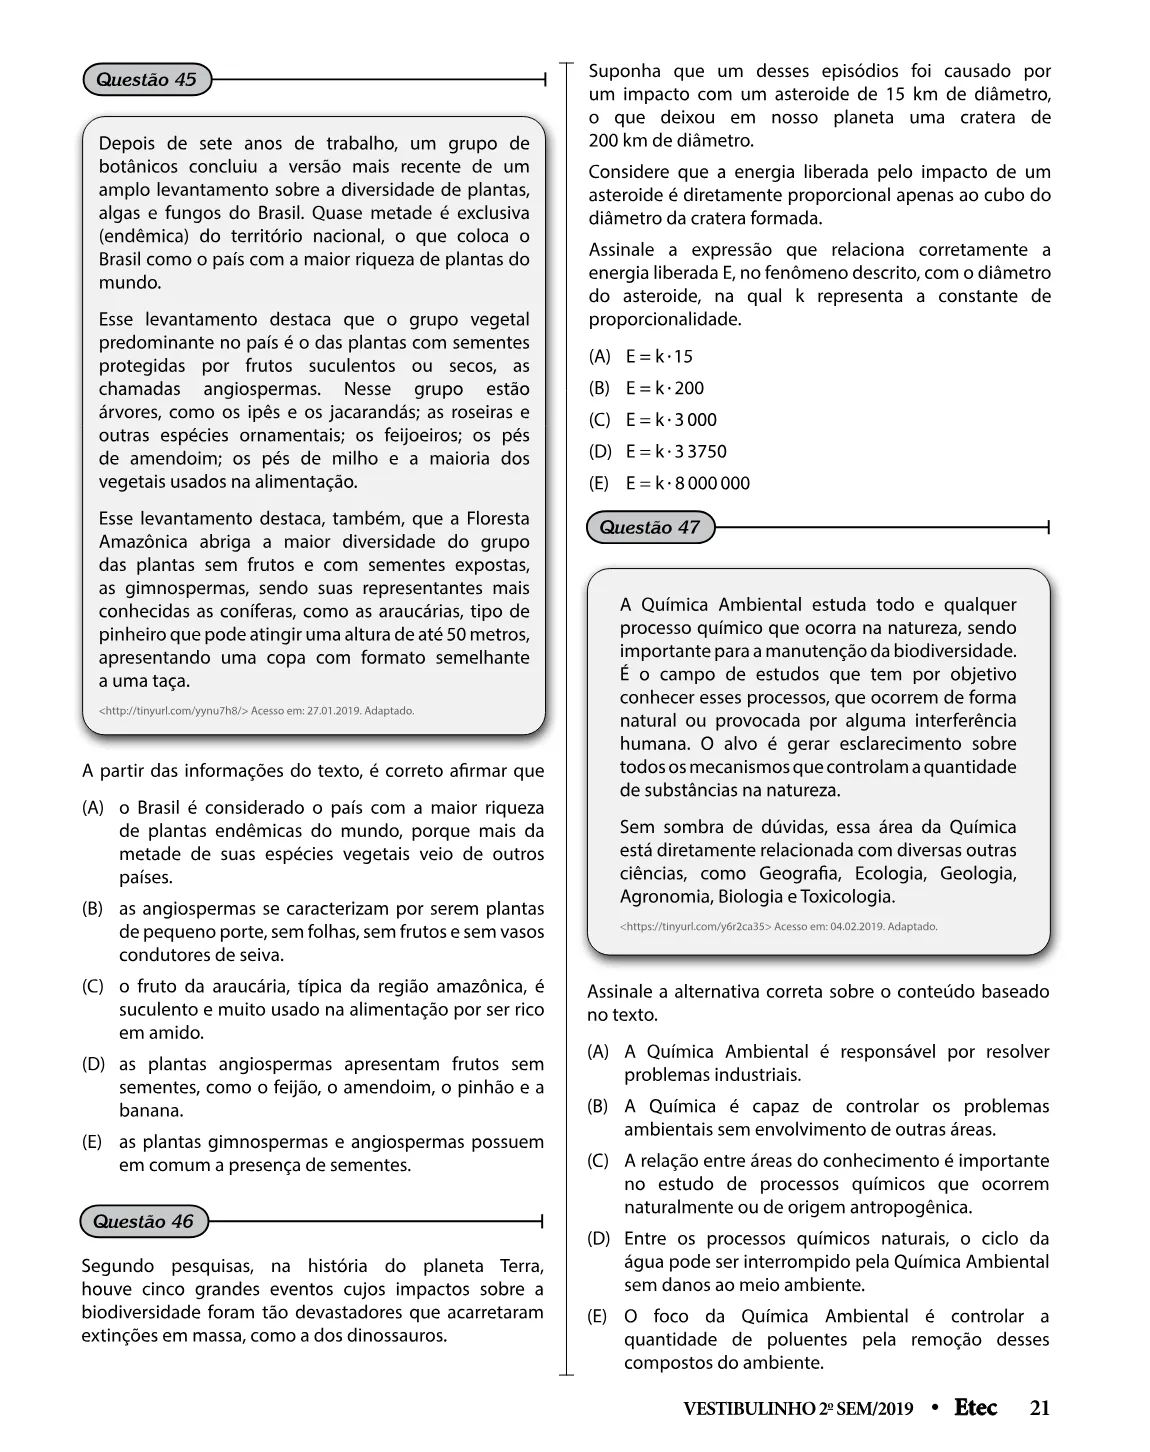 Questão 45
Depois de sete anos de trabalho, um grupo de
botânicos concluiu a versão mais recente de um
amplo levantamento sobre a diversidade de plantas,
algas e fungos do Brasil. Quase metade é exclusiva
(endêmica) do território nacional, o que coloca o
Brasil como o país com a maior riqueza de plantas do
mundo.
Esse levantamento destaca que o grupo vegetal
predominante no país é o das plantas com sementes
protegidas por frutos suculentos ou secos, as
chamadas angiospermas. Nesse grupo estão
árvores, como os ipês e os jacarandás; as roseiras e
outras espécies ornamentais; os feijoeiros; os pés
de amendoim; os pés de milho e a maioria dos
vegetais usados na alimentação.
Esse levantamento destaca, também, que a Floresta
Amazônica abriga a maior diversidade do grupo
das plantas sem frutos e com sementes expostas,
as gimnospermas, sendo suas representantes mais
conhecidas as coníferas, como as araucárias, tipo de
pinheiro que pode atingir uma altura de até 50 metros,
apresentando uma copa com formato semelhante
a uma taça.
<http://tinyurl.com/yynu7h8/> Acesso em: 27.01.2019. Adaptado.
A partir das informações do texto, é correto afirmar que
(A) o Brasil é considerado o país com a maior riqueza
de plantas endêmicas do mundo, porque mais da
metade de suas espécies vegetais veio de outros
países.
(B) as angiospermas se caracterizam por serem plantas
de pequeno porte, sem folhas, sem frutos e sem vasos
condutores de seiva.
(C) o fruto da araucária, típica da região amazônica, é
suculento e muito usado na alimentação por ser rico
em amido.
(D) as plantas angiospermas apresentam frutos sem
sementes, como o feijão, o amendoim, o pinhão e a
banana.
(E) as plantas gimnospermas e angiospermas possuem
em comum a presença de sementes.
Questão 46
Segundo pesquisas, na história do planeta Terra,
houve cinco grandes eventos cujos impactos sobre a
biodiversidade foram tão devastadores que acarretaram
extinções em massa, como a dos dinossauros.
Suponha que um desses episódios foi causado por
um impacto com um asteroide de 15 km de diâmetro,
o que deixou em nosso planeta uma cratera de
200 km de diâmetro.
Considere que a energia liberada pelo impacto de um
asteroide é diretamente proporcional apenas ao cubo do
diâmetro da cratera formada.
Assinale a expressão que relaciona corretamente a
energia liberada E, no fenômeno descrito, com o diâmetro
do asteroide, na qual k representa a constante de
proporcionalidade.
(A) E = k · 15
(B) E = k · 200
(C) E = k · 3 000
(D) E = k · 3 3750
(E) E = k · 8 000 000
Questão 47
A Química Ambiental estuda todo e qualquer
processo químico que ocorra na natureza, sendo
importante para a manutenção da biodiversidade.
É o campo de estudos que tem por objetivo
conhecer esses processos, que ocorrem de forma
natural ou provocada por alguma interferência
humana. O alvo é gerar esclarecimento sobre
todos os mecanismos que controlam a quantidade
de substâncias na natureza.
Sem sombra de dúvidas, essa área da Química
está diretamente relacionada com diversas outras
ciências, como Geografia, Ecologia, Geologia,
Agronomia, Biologia e Toxicologia.
<https://tinyurl.com/y6r2ca35> Acesso em: 04.02.2019. Adaptado.
Assinale a alternativa correta sobre o conteúdo baseado
no texto.
(A) A Química Ambiental é responsável por resolver
problemas industriais.
(B) A Química é capaz de controlar os problemas
ambientais sem envolvimento de outras áreas.
(C) A relação entre áreas do conhecimento é importante
no estudo de processos químicos que ocorrem
naturalmente ou de origem antropogênica.
(D) Entre os processos químicos naturais, o ciclo da
água pode ser interrompido pela Química Ambiental
sem danos ao meio ambiente.
(E) O foco da Química Ambiental é controlar a
quantidade de poluentes pela remoção desses
compostos do ambiente.
VESTIBULINHO 2º SEM/2019 • Etec 21